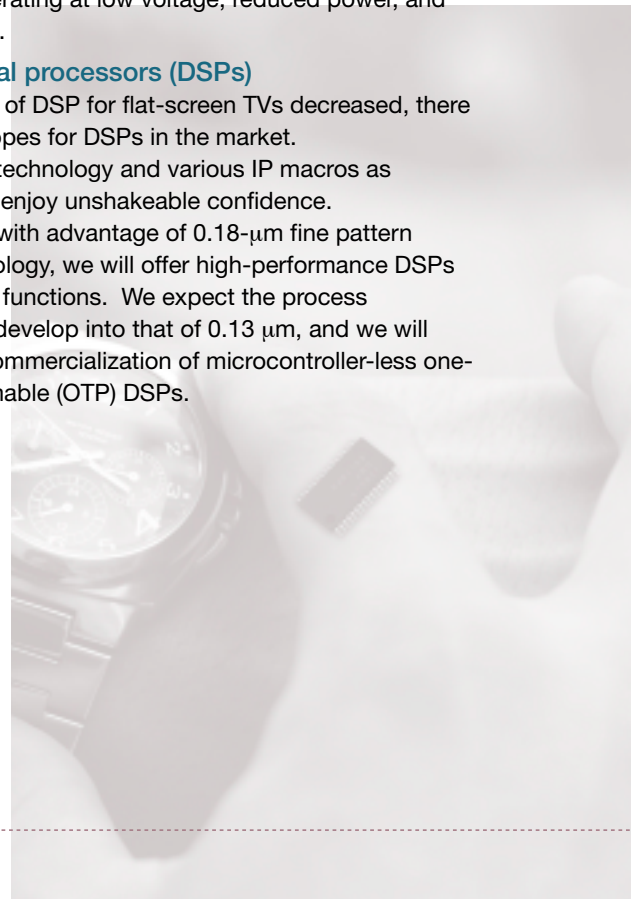 erating at low voltage, reduced power, and
.
al processors (DSPs)
of DSP for flat-screen TVs decreased, there
opes for DSPs in the market.
technology and various IP macros as
enjoy unshakeable confidence.
with advantage of 0.18-μm fine pattern
ology, we will offer high-performance DSPs
functions.  We expect the process
develop into that of 0.13 μm, and we will
ommercialization of microcontroller-less one-
mable (OTP) DSPs.